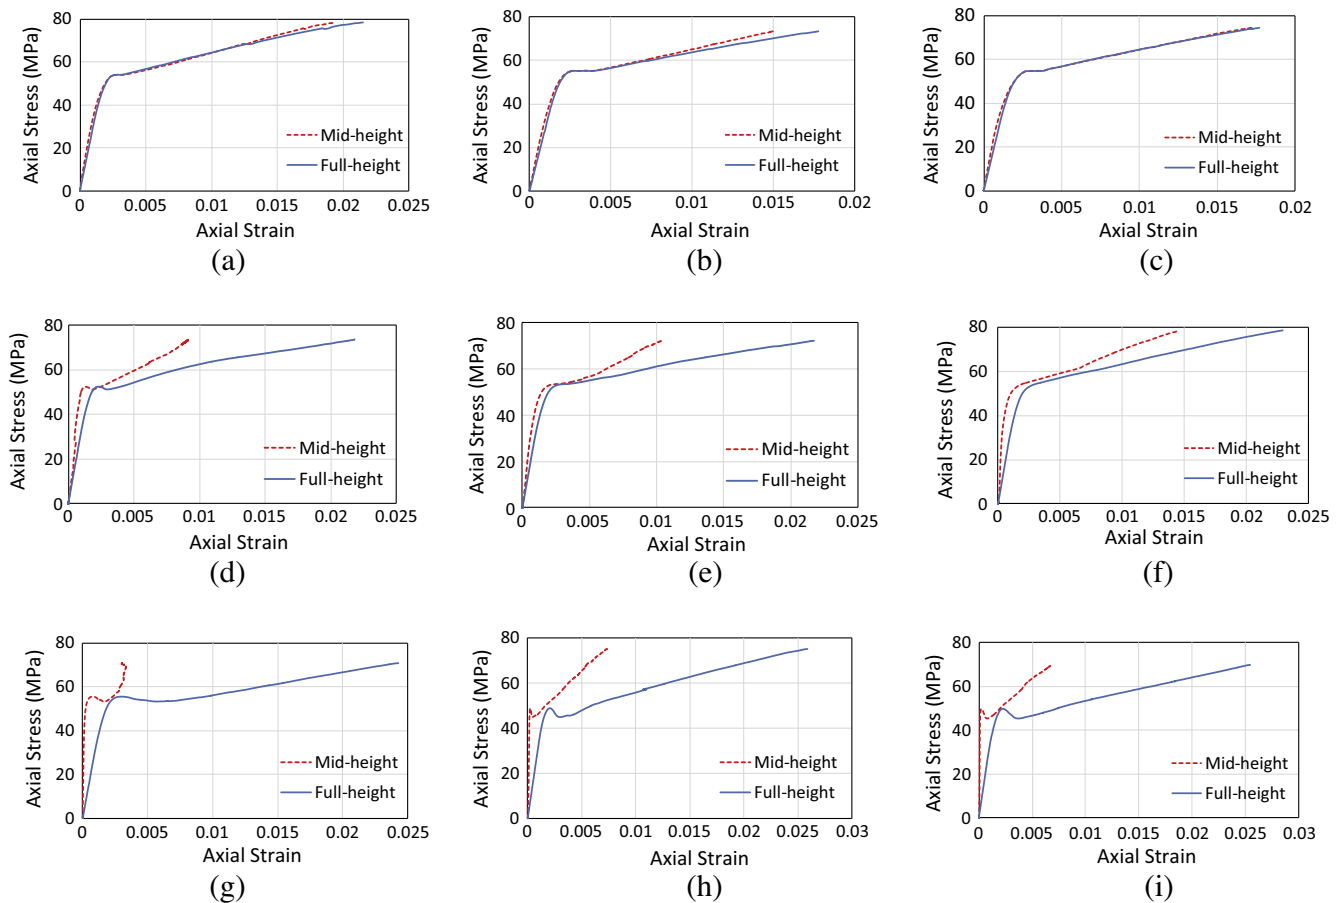 Axial Stress (MPa)
80
60
40
20
0
Mid-height
Full-height
0 0.005 0.01 0.015 0.02 0.025
Axial Strain
(a)
Axial Stress (MPa)
80
60
40
20
0
Mid-height
Full-height
0 0.005 0.01 0.015 0.02
Axial Strain
(b)
Axial Stress (MPa)
80
60
40
20
0
Mid-height
Full-height
0 0.005 0.01 0.015 0.02
Axial Strain
(c)
Axial Stress (MPa)
80
60
40
20
0
Mid-height
Full-height
0 0.005 0.01 0.015 0.02 0.025
Axial Strain
(d)
Axial Stress (MPa)
80
60
40
20
0
Mid-height
Full-height
0 0.005 0.01 0.015 0.02 0.025
Axial Strain
(e)
Axial Stress (MPa)
80
60
40
20
0
Mid-height
Full-height
0 0.005 0.01 0.015 0.02 0.025
Axial Strain
(f)
Axial Stress (MPa)
80
60
40
20
0
Mid-height
Full-height
0 0.005 0.01 0.015 0.02 0.025
Axial Strain
(g)
Axial Stress (MPa)
80
60
40
20
0
Mid-height
Full-height
0 0.005 0.01 0.015 0.02 0.025 0.03
Axial Strain
(h)
Axial Stress (MPa)
80
60
40
20
0
Mid-height
Full-height
0 0.005 0.01 0.015 0.02 0.025 0.03
Axial Strain
(i)